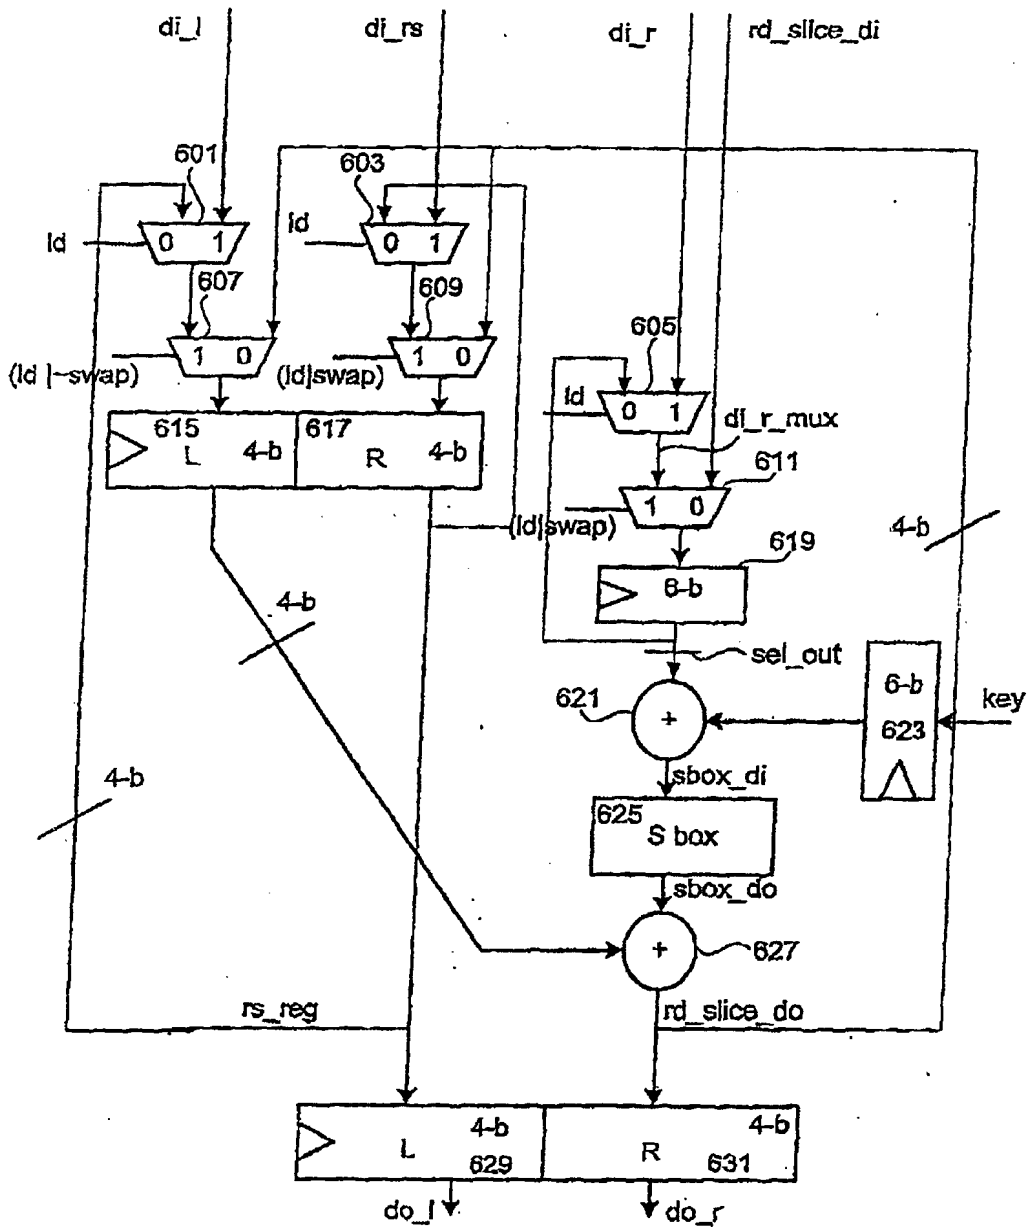 di_l di_rs di_r rd_slice_di
601 603
ld 0 1 ld 0 1
607 609
605
1 0 1 0
(ld |~swap) (ld|swap)
ld 0 1
di_r_mux
615 617
L 4-b R 4-b
611
1 0
(ld|swap)
4-b
619
6-b
4-b
sel_out
6-b
621 + 623 key
sbox_di
4-b
625
S box
sbox_do
+ 627
rs_reg rd_slice_do
4-b 4-b
L R
629 631
do_l do_r